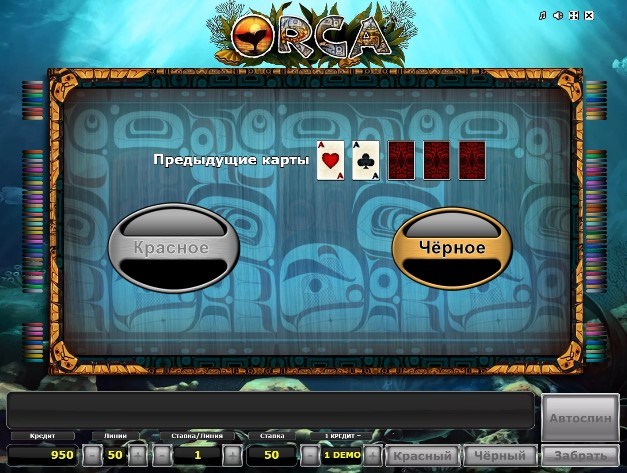 ORCA
Предыдущие карты A A A A
Красное
Чёрное
Автоспин
Кредит Линии Ставка/Линия Ставка 1 КРЕДИТ =
950 - 50 + - 1 + 50 - 1 DEMO + Красный Чёрный Забрать